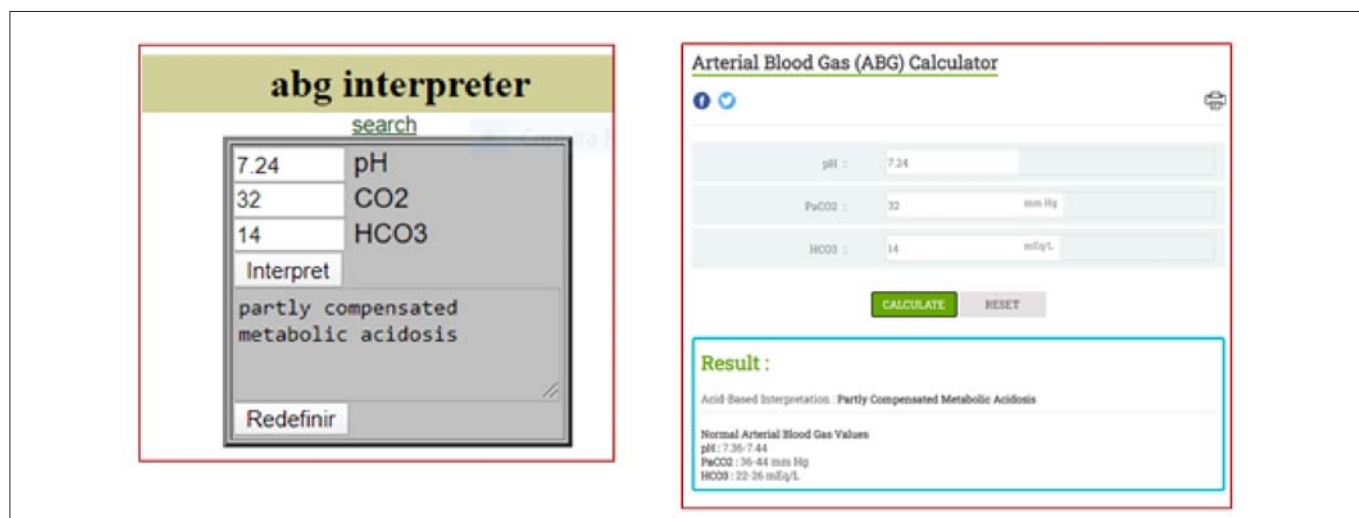 abg interpreter
search
7.24 pH
32 CO2
14 HCO3
Interpret
partly compensated
metabolic acidosis
Redefinir
Arterial Blood Gas (ABG) Calculator
pH : 7.24
PaCO2 : 32 mm Hg
HCO3 : 14 mEq/L
CALCULATE RESET
Result :
Acid-Based Interpretation : Partly Compensated Metabolic Acidosis
Normal Arterial Blood Gas Values
pH : 7.36-7.44
PaCO2 : 36-44 mm Hg
HCO3 : 22-26 mEq/L